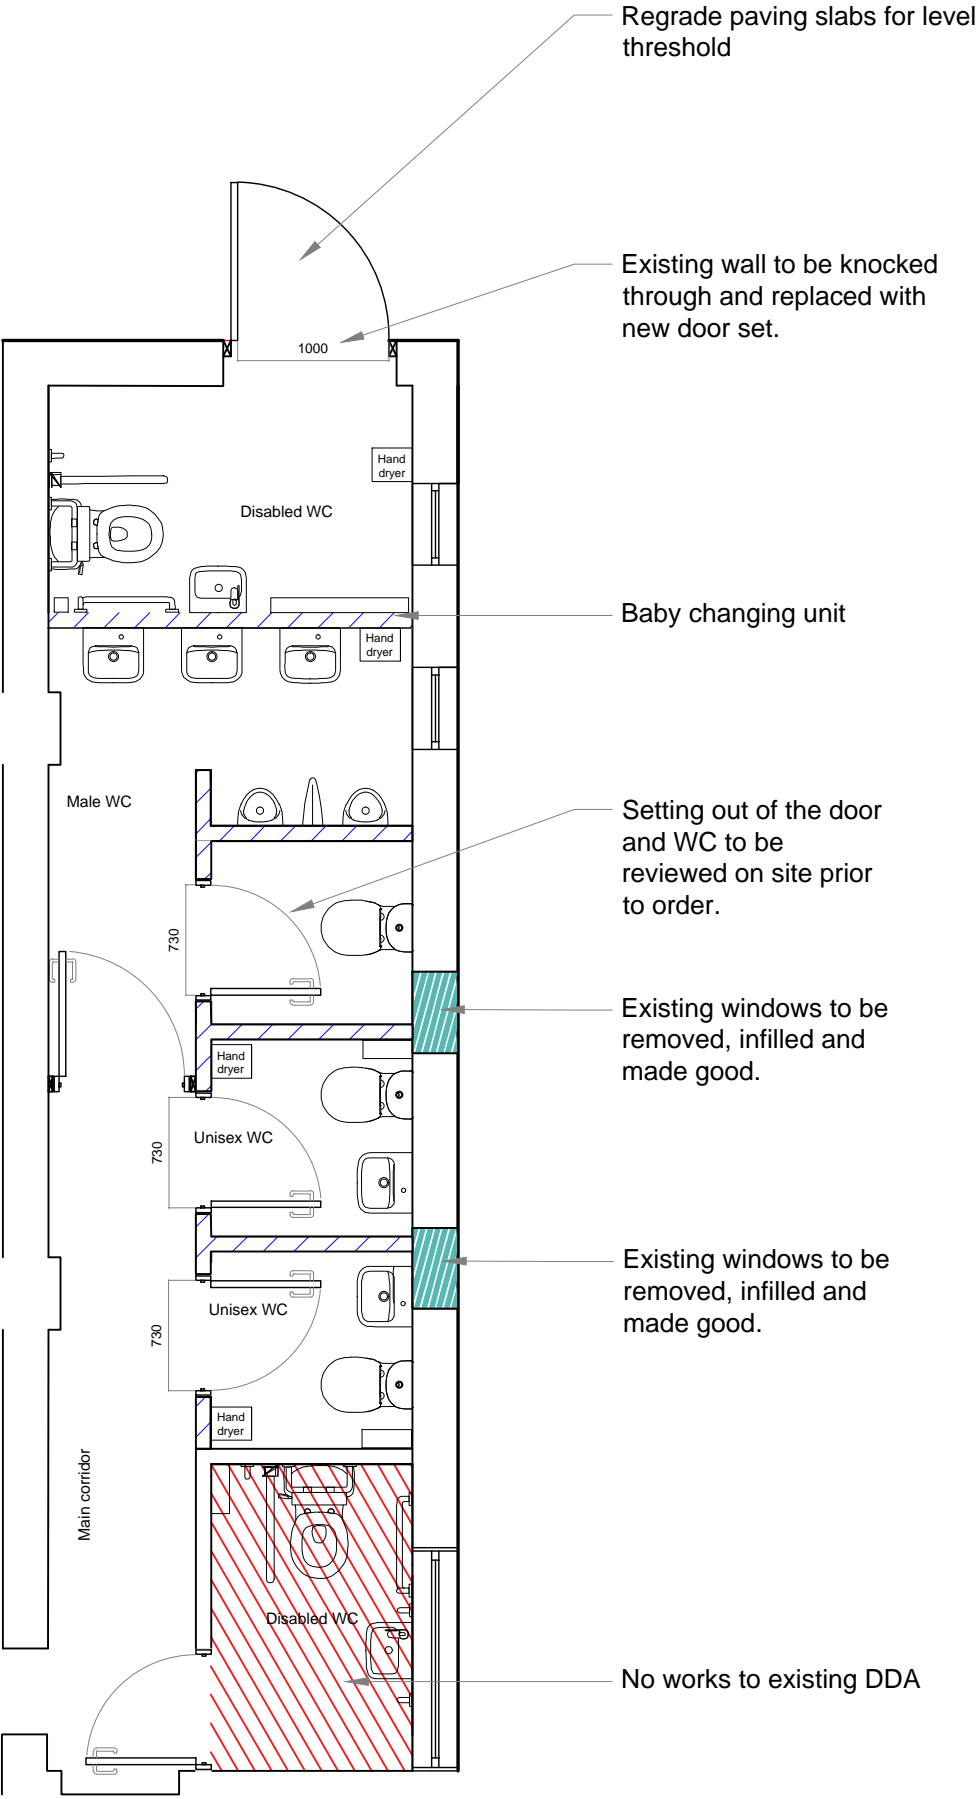 Regrade paving slabs for level
threshold
Existing wall to be knocked
through and replaced with
new door set.
1000
Hand
dryer
Disabled WC
Baby changing unit
Hand
dryer
Male WC
Setting out of the door
and WC to be
reviewed on site prior
to order.
730
Existing windows to be
removed, infilled and
made good.
Hand
dryer
Unisex WC
730
Existing windows to be
removed, infilled and
made good.
Unisex WC
730
Hand
dryer
Main corridor
Disabled WC
No works to existing DDA